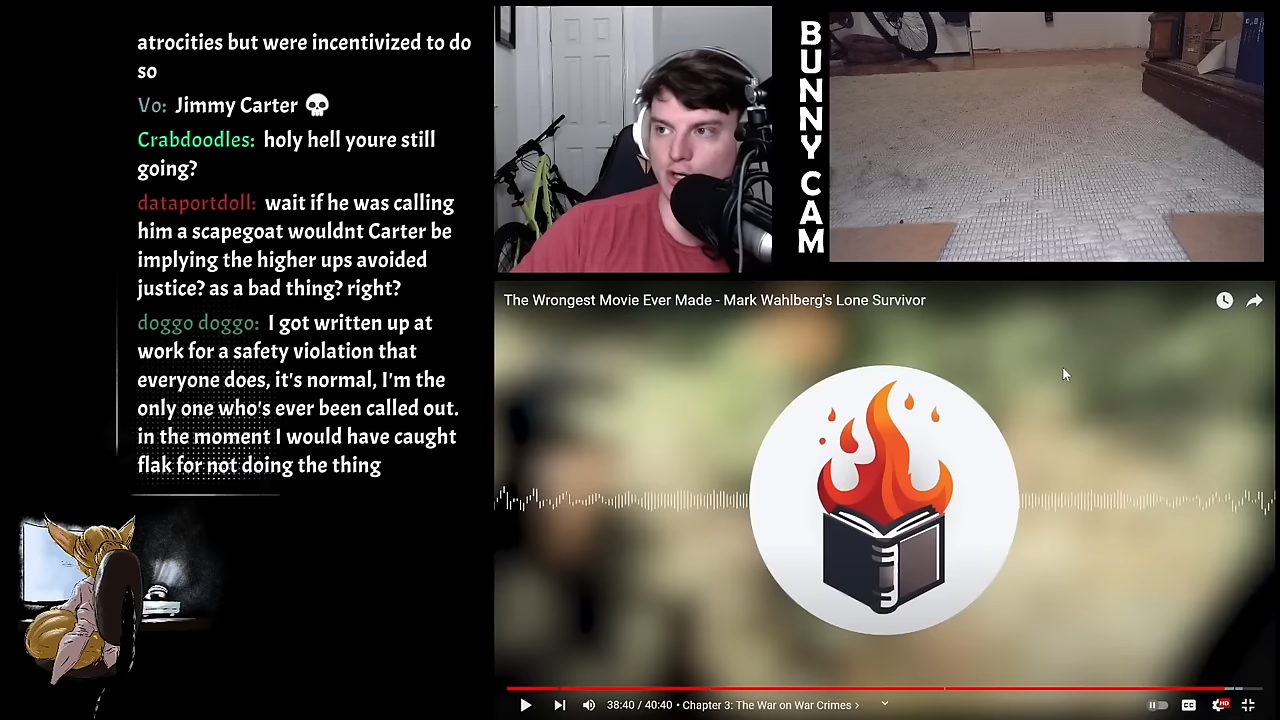 atrocities but were incentivized to do
so
Vo: Jimmy Carter 💀
Crabdoodles: holy hell youre still
going?
dataportdoll: wait if he was calling
him a scapegoat wouldnt Carter be
implying the higher ups avoided
justice? as a bad thing? right?
doggo doggo: I got written up at
work for a safety violation that
everyone does, it's normal, I'm the
only one who's ever been called out.
in the moment I would have caught
flak for not doing the thing
BUNNY CAM
The Wrongest Movie Ever Made - Mark Wahlberg's Lone Survivor
38:40 / 40:40 • Chapter 3: The War on War Crimes >
CC
HD